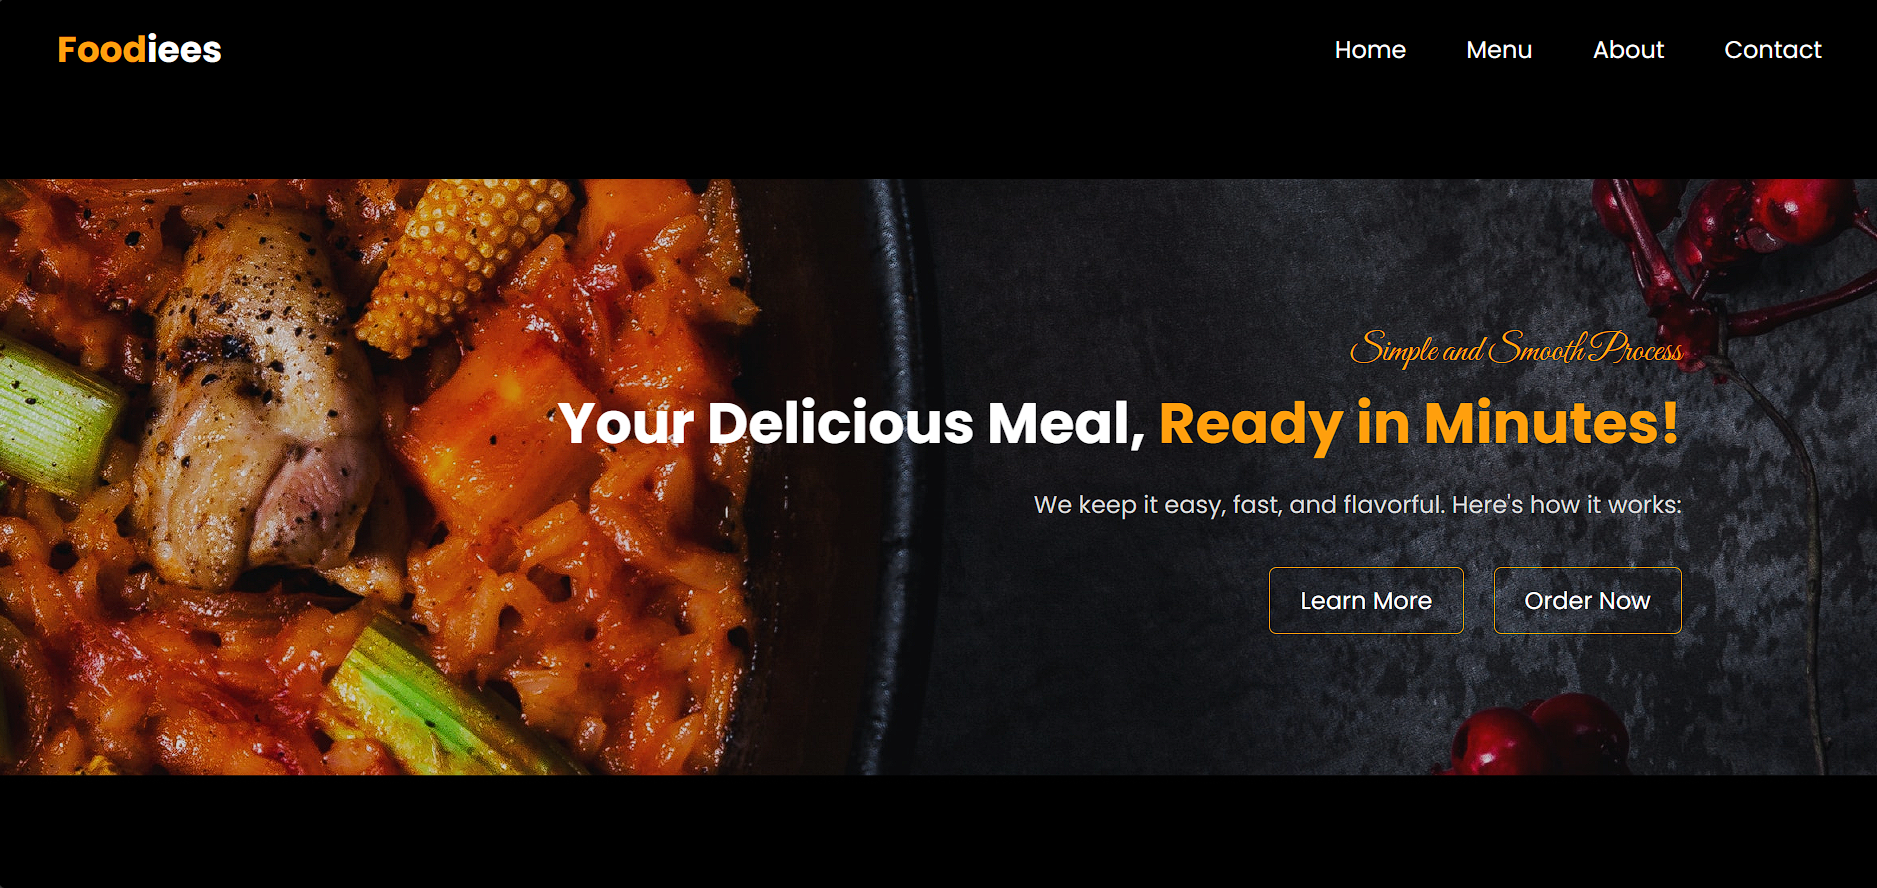 Foodiees
Home Menu About Contact
Simple and Smooth Process
Your Delicious Meal, Ready in Minutes!
We keep it easy, fast, and flavorful. Here's how it works:
Learn More Order Now